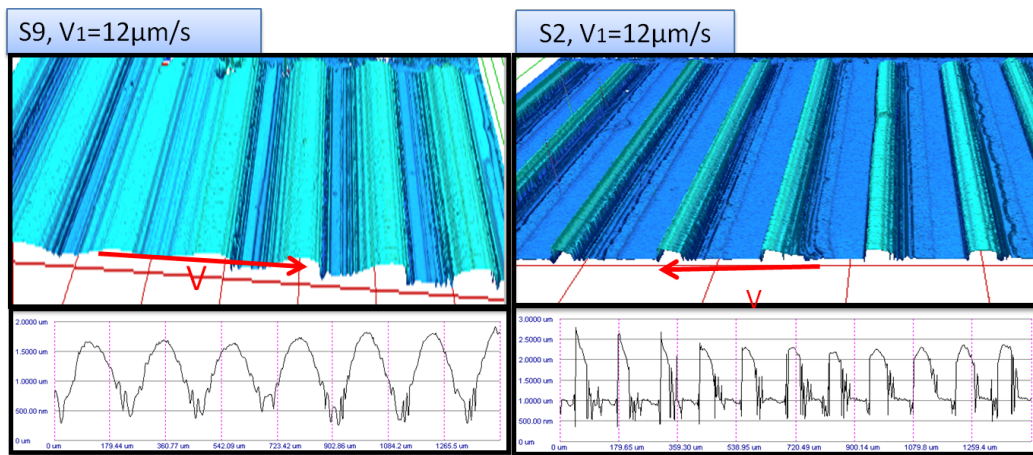 S9, V1=12µm/s
S2, V1=12µm/s
V
V
2.0000 um
1.5000 um
1.0000 um
500.00 nm
0 um
0 um
179.44 um
360.77 um
542.09 um
723.42 um
902.86 um
1084.2 um
1265.5 um
3.0000 um
2.5000 um
2.0000 um
1.5000 um
1.0000 um
500.00 nm
0 um
0 um
179.65 um
359.30 um
538.95 um
720.49 um
900.14 um
1079.8 um
1259.4 um